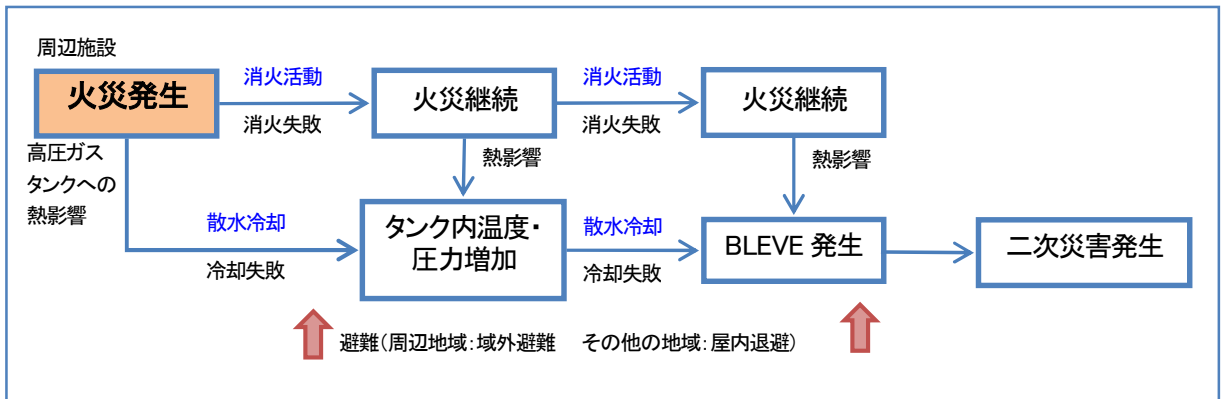 周辺施設
火災発生
消火活動
消火失敗
火災継続
消火活動
消火失敗
火災継続
高圧ガス
タンクへの
熱影響
熱影響
熱影響
散水冷却
冷却失敗
タンク内温度・
圧力増加
散水冷却
冷却失敗
BLEVE 発生
二次災害発生
避難(周辺地域:域外避難 その他の地域:屋内退避)